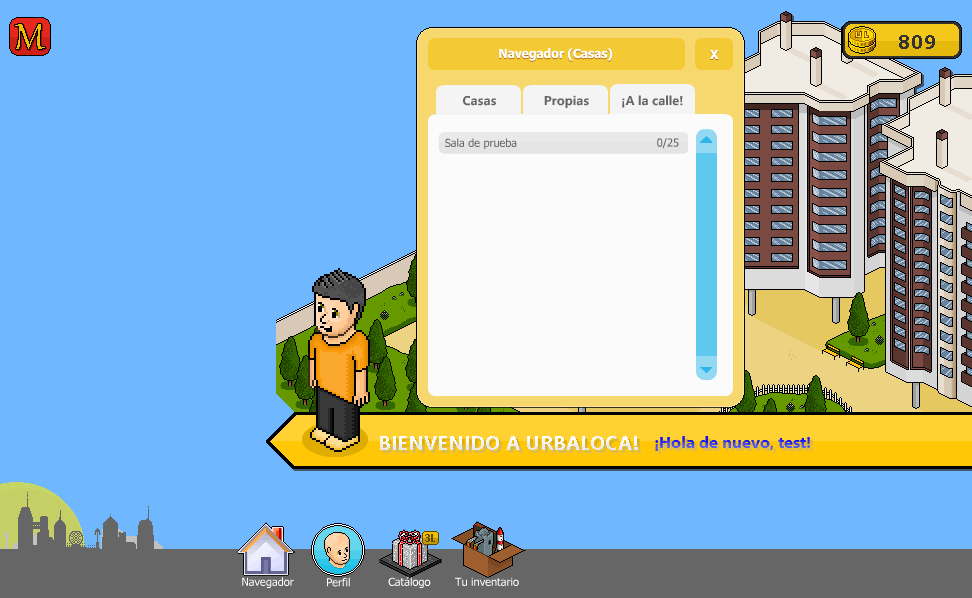 M
Navegador (Casas)
X
809
Casas
Propias
¡A la calle!
Sala de prueba
0/25
BIENVENIDO A URBALOCA!
¡Hola de nuevo, test!
3L
Navegador
Perfil
Catálogo
Tu inventario